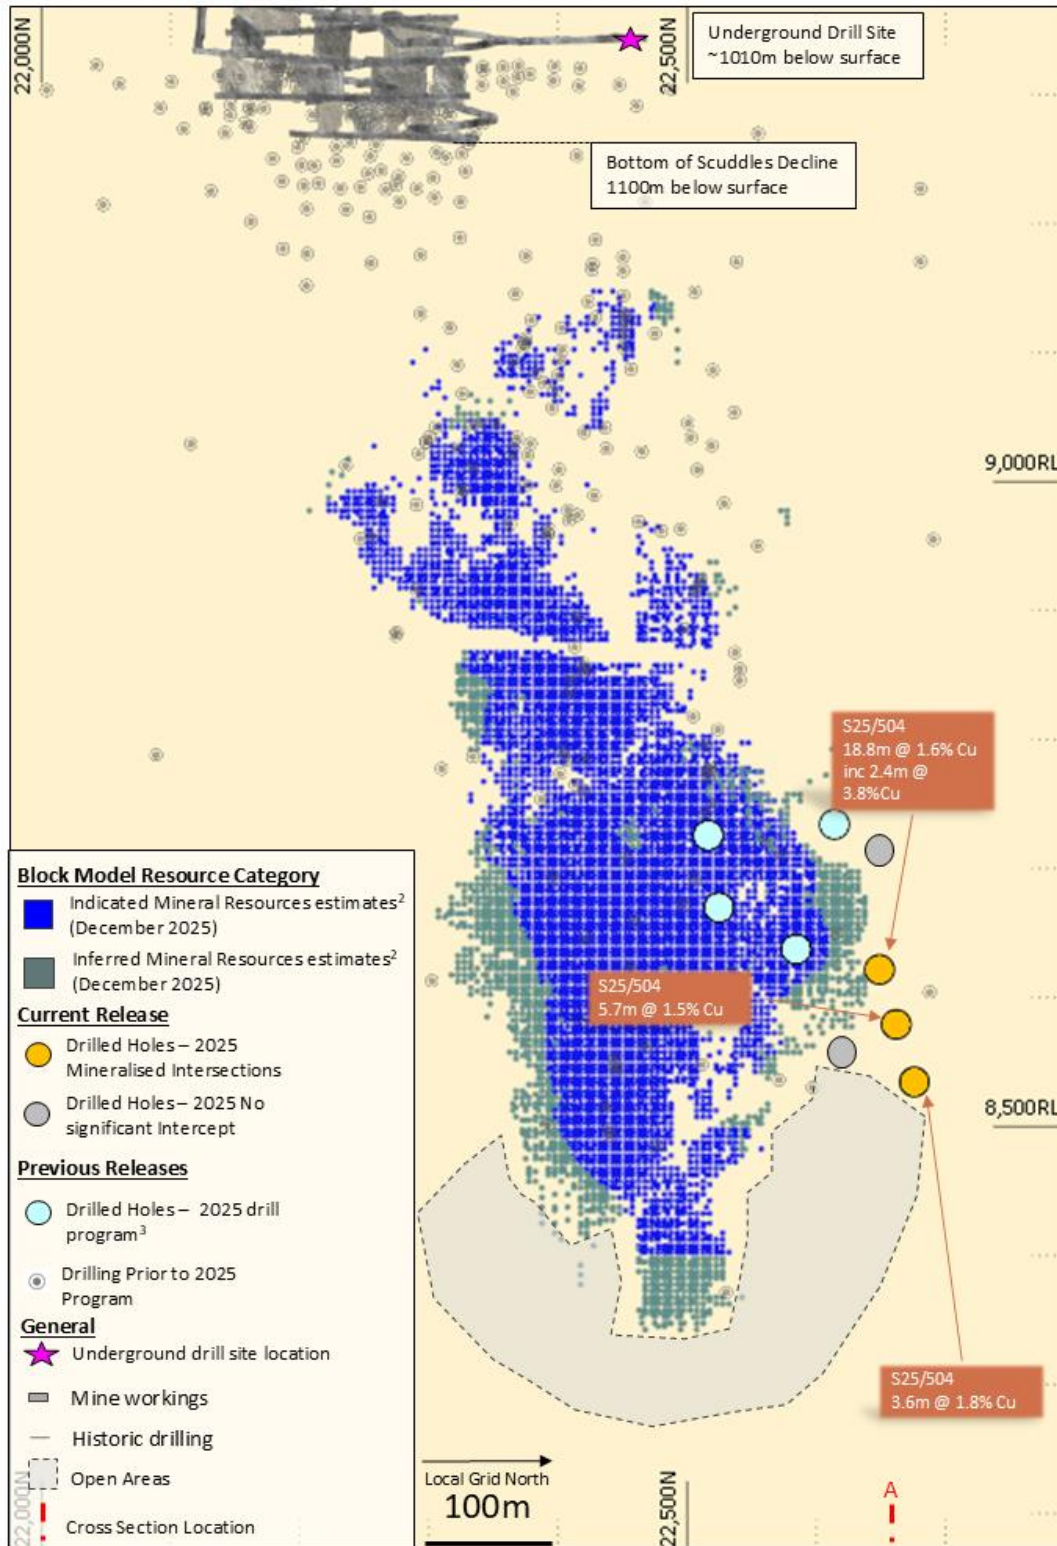 22,000N
22,500N
Underground Drill Site
~1010m below surface
Bottom of Scuddles Decline
1100m below surface
9,000RL
S25/504
18.8m @ 1.6% Cu
inc 2.4m @
3.8%Cu
S25/504
5.7m @ 1.5% Cu
8,500RL
S25/504
3.6m @ 1.8% Cu
Block Model Resource Category
Indicated Mineral Resources estimates²
(December 2025)
Inferred Mineral Resources estimates²
(December 2025)
Current Release
Drilled Holes – 2025
Mineralised Intersections
Drilled Holes – 2025 No
significant Intercept
Previous Releases
Drilled Holes – 2025 drill
program³
Drilling Prior to 2025
Program
General
Underground drill site location
Mine workings
Historic drilling
Open Areas
Cross Section Location
22,000N
Local Grid North
100m
22,500N
A